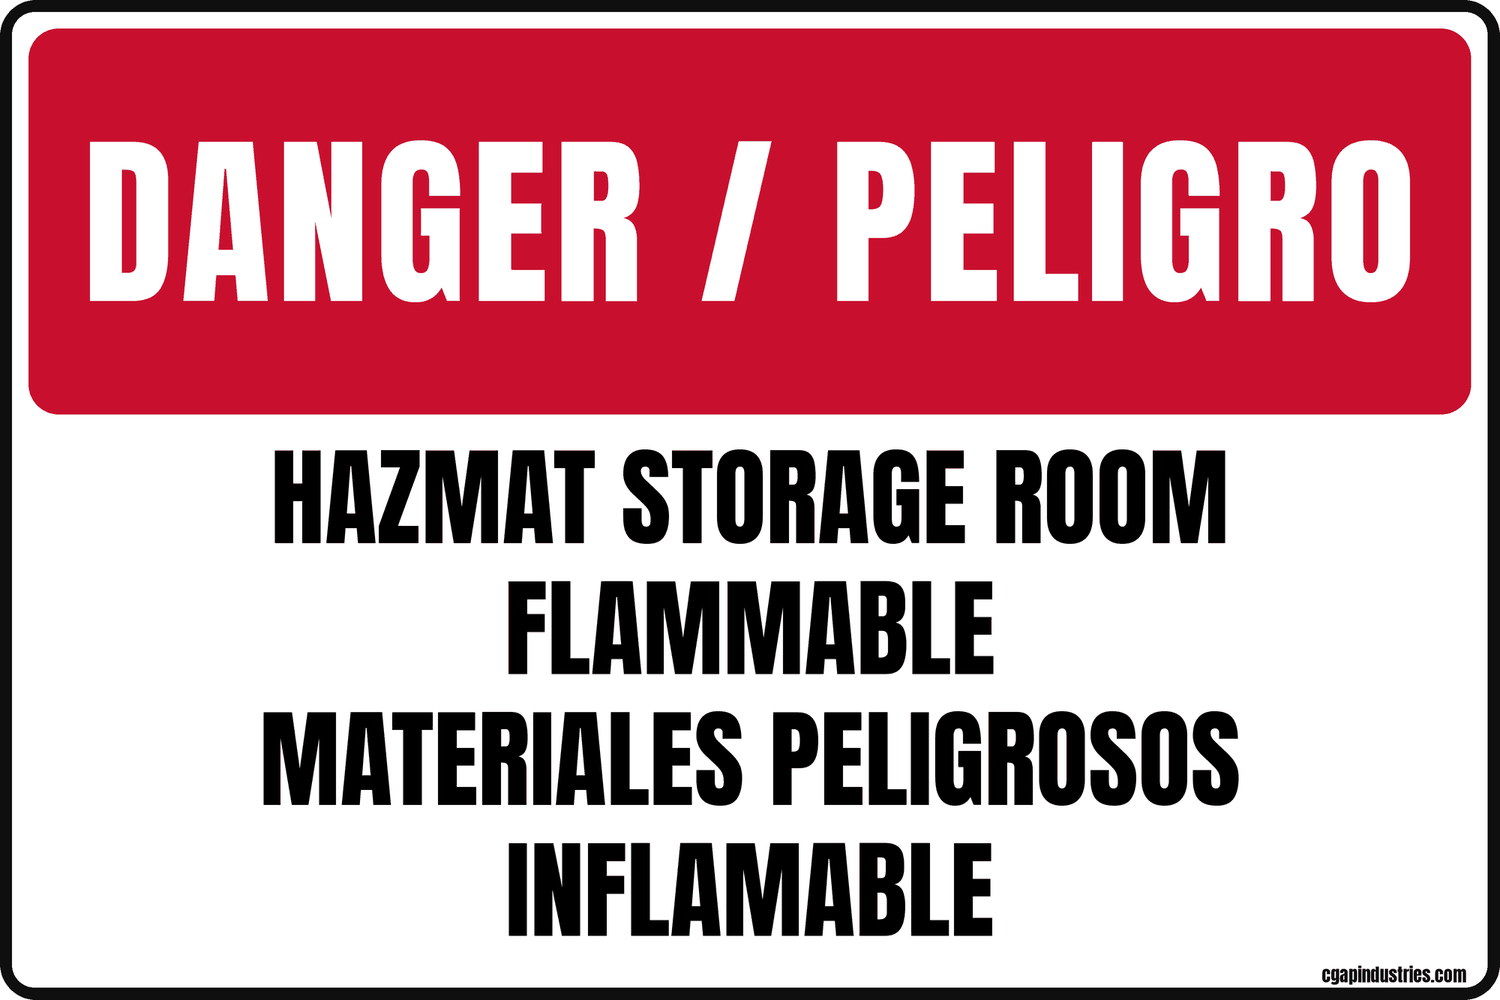 DANGER / PELIGRO
HAZMAT STORAGE ROOM
FLAMMABLE
MATERIALES PELIGROSOS
INFLAMABLE
cgapindustries.com